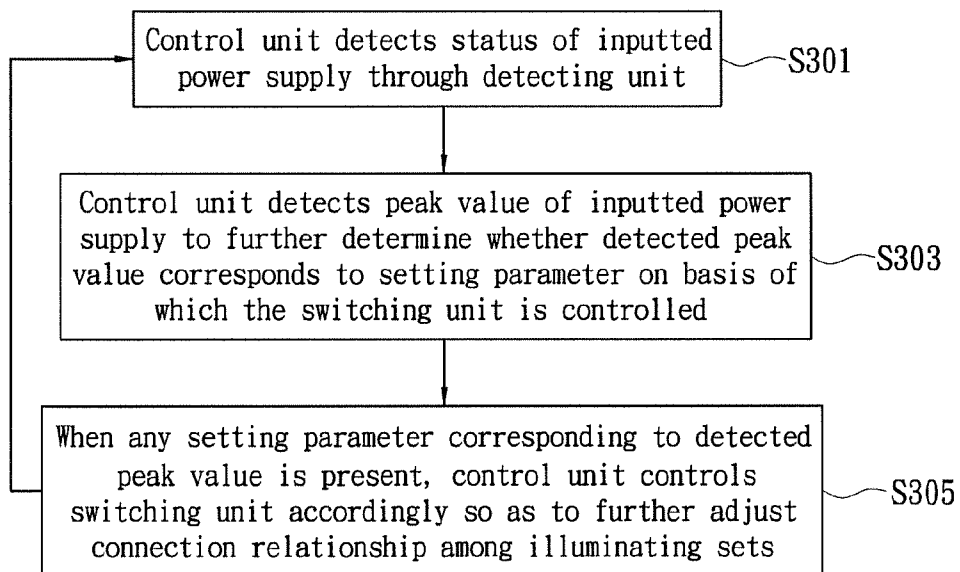 Control unit detects status of inputted
power supply through detecting unit
S301
Control unit detects peak value of inputted power
supply to further determine whether detected peak
value corresponds to setting parameter on basis of
which the switching unit is controlled
S303
When any setting parameter corresponding to detected
peak value is present, control unit controls
switching unit accordingly so as to further adjust
connection relationship among illuminating sets
S305